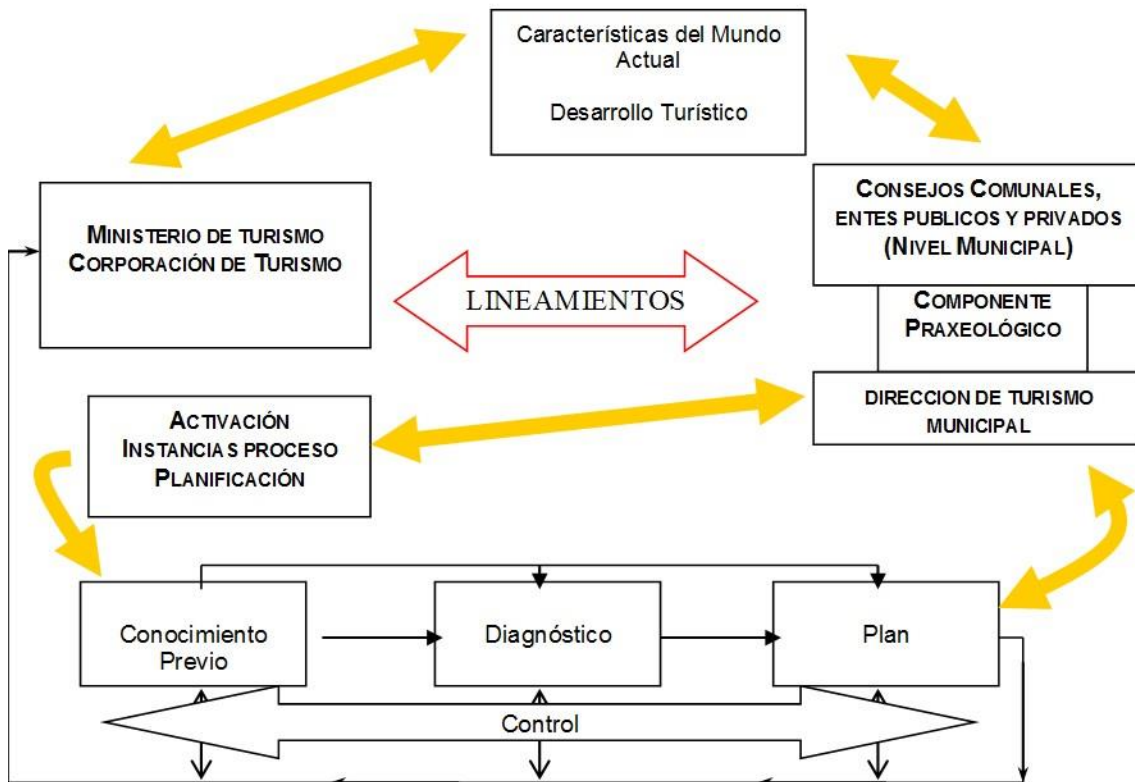 Características del Mundo
Actual
Desarrollo Turístico
MINISTERIO DE TURISMO
CORPORACIÓN DE TURISMO
CONSEJOS COMUNALES,
ENTES PUBLICOS Y PRIVADOS
(NIVEL MUNICIPAL)
LINEAMIENTOS
COMPONENTE
PRAXEOLÓGICO
DIRECCION DE TURISMO
MUNICIPAL
ACTIVACIÓN
INSTANCIAS PROCESO
PLANIFICACIÓN
Conocimiento
Previo
Diagnóstico
Plan
Control